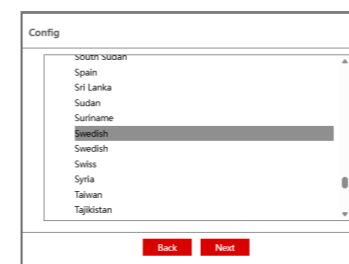 Config
South Sudan
Spain
Sri Lanka
Sudan
Suriname
Swedish
Swedish
Swiss
Syria
Taiwan
Tajikistan
Back Next